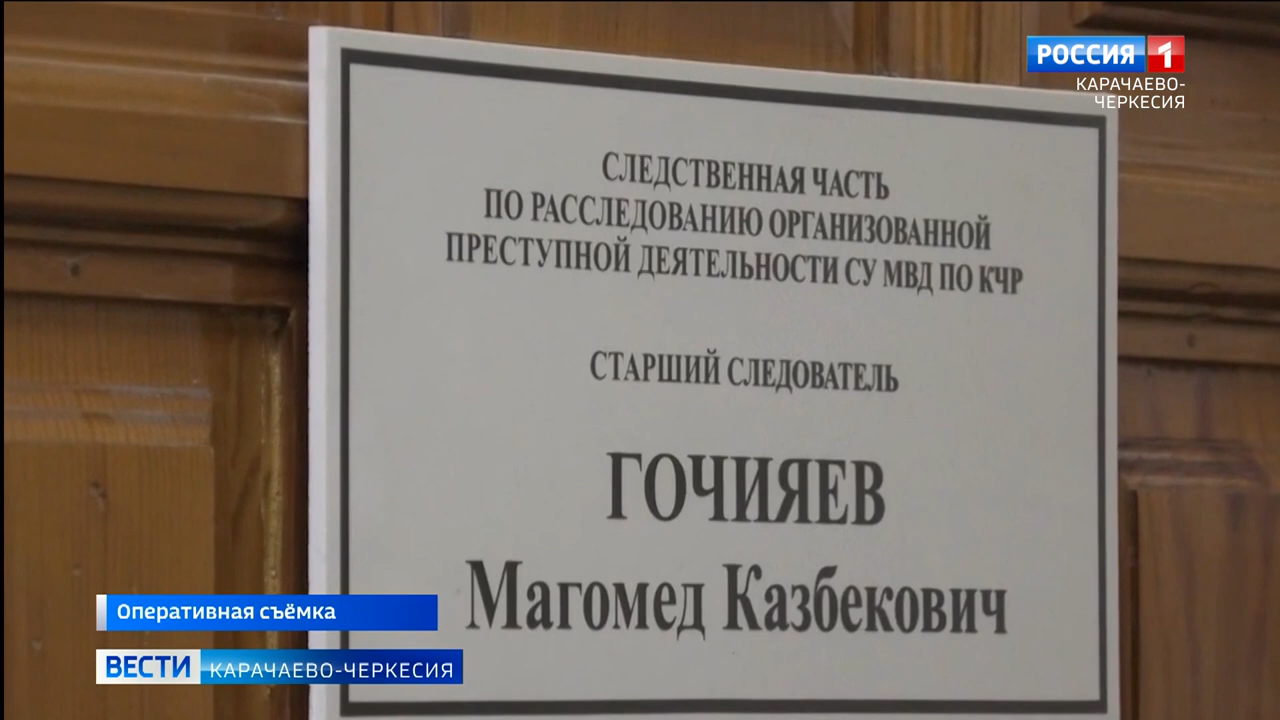 РОССИЯ 1
КАРАЧАЕВО-
ЧЕРКЕСИЯ
СЛЕДСТВЕННАЯ ЧАСТЬ
ПО РАССЛЕДОВАНИЮ ОРГАНИЗОВАННОЙ
ПРЕСТУПНОЙ ДЕЯТЕЛЬНОСТИ СУ МВД ПО КЧР
СТАРШИЙ СЛЕДОВАТЕЛЬ
ГОЧИЯЕВ
Магомед Казбекович
Оперативная съёмка
ВЕСТИ КАРАЧАЕВО-ЧЕРКЕСИЯ